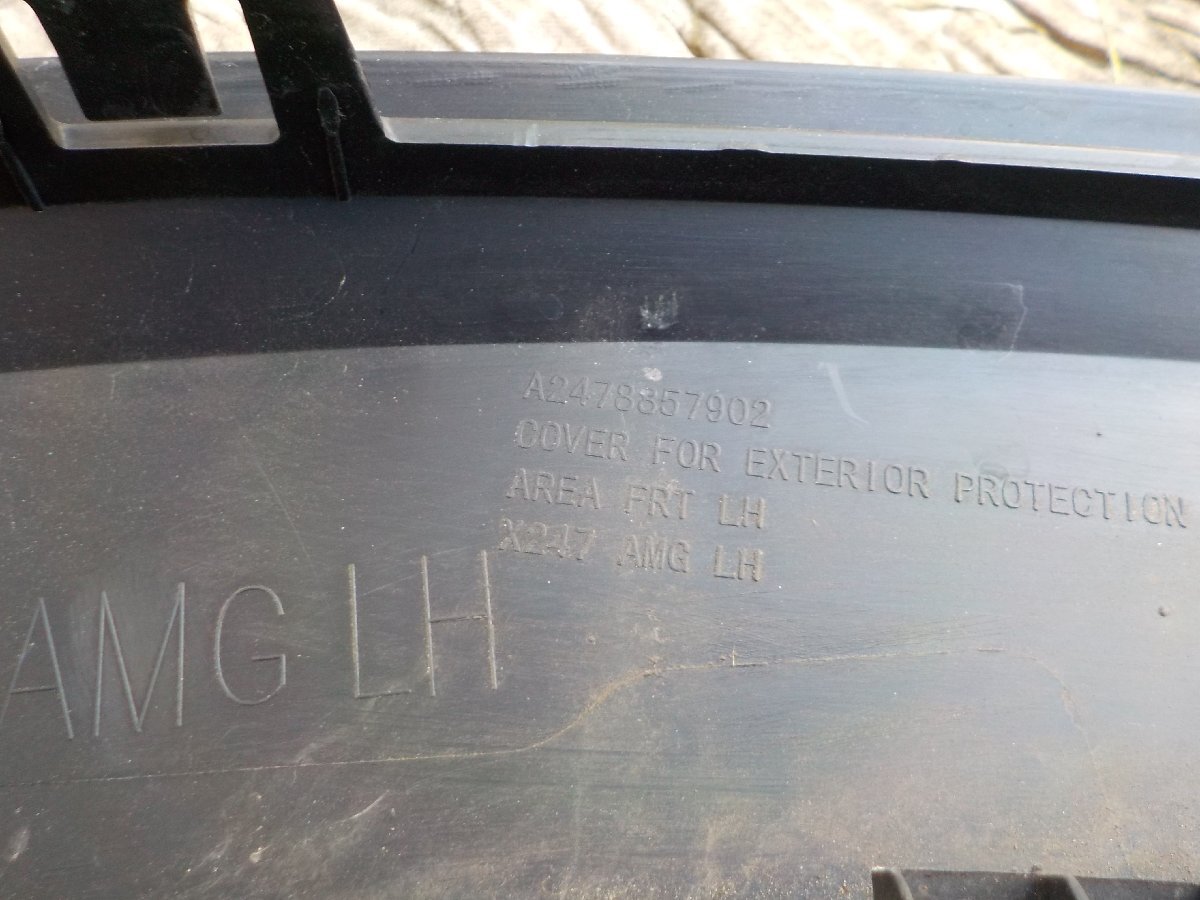 A2478857902
COVER FOR EXTERIOR PROTECTION
AREA FRT LH
X247 AMG LH
AMG LH